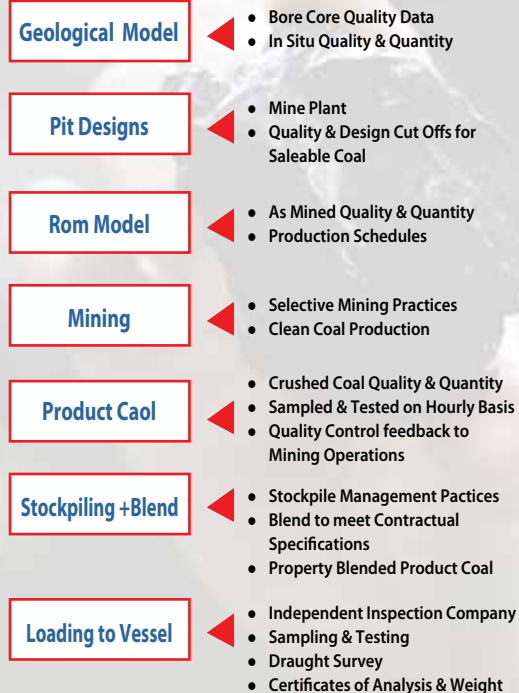 Geological Model
● Bore Core Quality Data
● In Situ Quality & Quantity
Pit Designs
● Mine Plant
● Quality & Design Cut Offs for
Saleable Coal
Rom Model
● As Mined Quality & Quantity
● Production Schedules
Mining
● Selective Mining Practices
● Clean Coal Production
Product Caol
● Crushed Coal Quality & Quantity
● Sampled & Tested on Hourly Basis
● Quality Control feedback to
Mining Operations
Stockpiling +Blend
● Stockpile Management Pactices
● Blend to meet Contractual
Specifications
● Property Blended Product Coal
Loading to Vessel
● Independent Inspection Company
● Sampling & Testing
● Draught Survey
● Certificates of Analysis & Weight